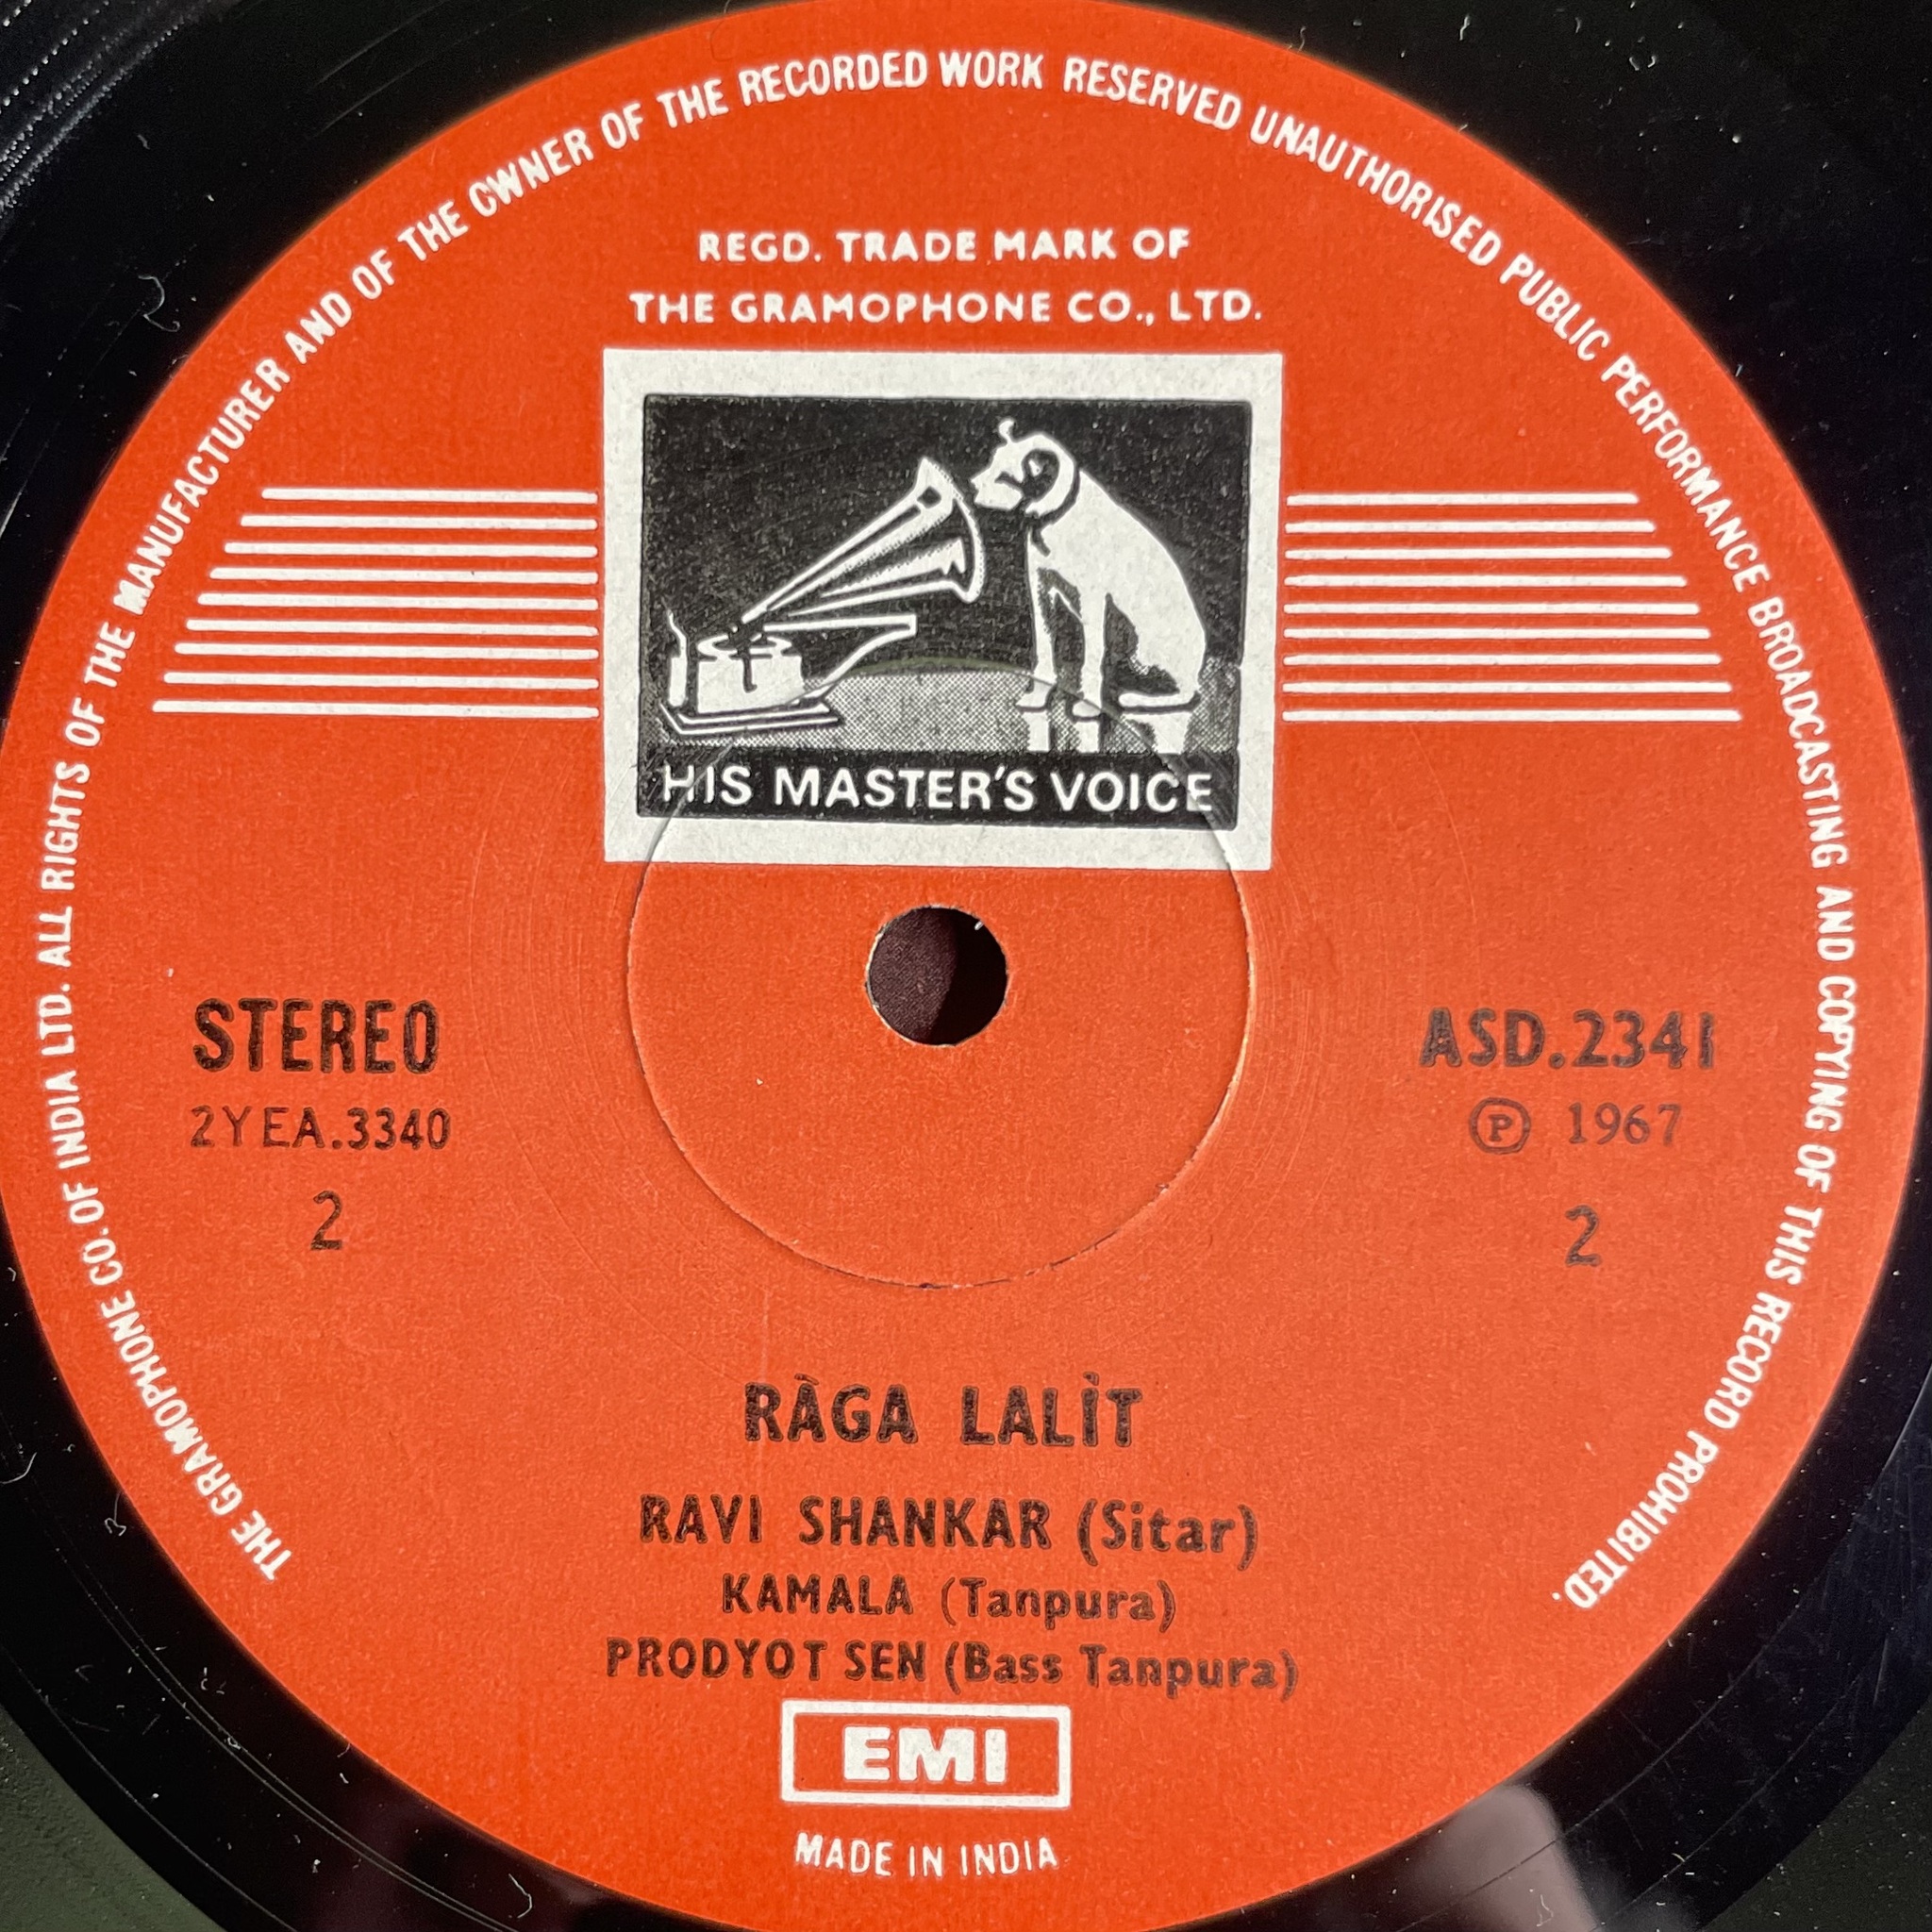 THE GRAMOPHONE CO. OF INDIA LTD. ALL RIGHTS OF THE MANUFACTURER AND OF THE OWNER OF THE RECORDED WORK RESERVED UNAUTHORISED PUBLIC PERFORMANCE BROADCASTING AND COPYING OF THIS RECORD PROHIBITED.
REGD. TRADE MARK OF
THE GRAMOPHONE CO., LTD.
HIS MASTER'S VOICE
STEREO
2YEA.3340
2
ASD.2341
Ⓟ 1967
2
RÀGA LALİT
RAVI SHANKAR (Sitar)
KAMALA (Tanpura)
PRODYOT SEN (Bass Tanpura)
EMI
MADE IN INDIA